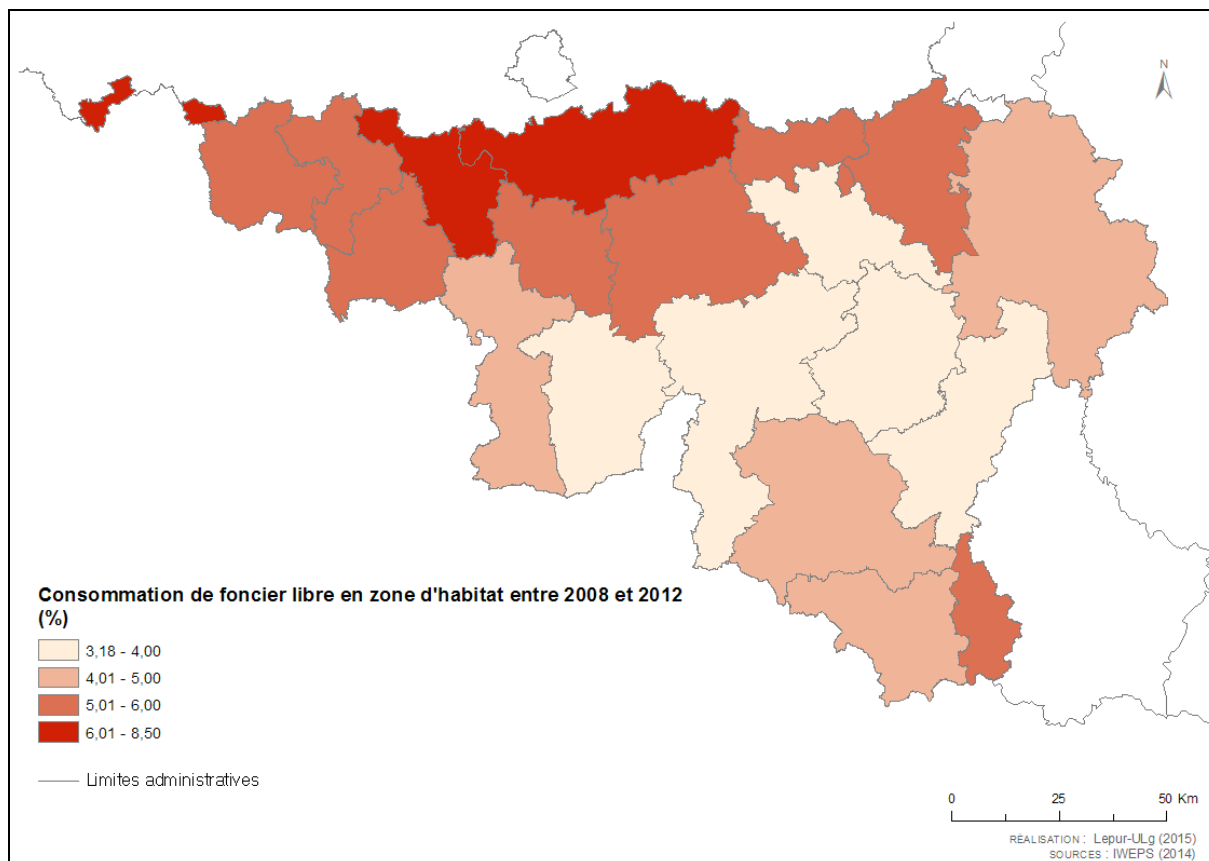 N
Consommation de foncier libre en zone d'habitat entre 2008 et 2012
(%)
3,18 - 4,00
4,01 - 5,00
5,01 - 6,00
6,01 - 8,50
Limites administratives
0 25 50 Km
RÉALISATION : Lepur-ULg (2015)
SOURCES : IWEPS (2014)